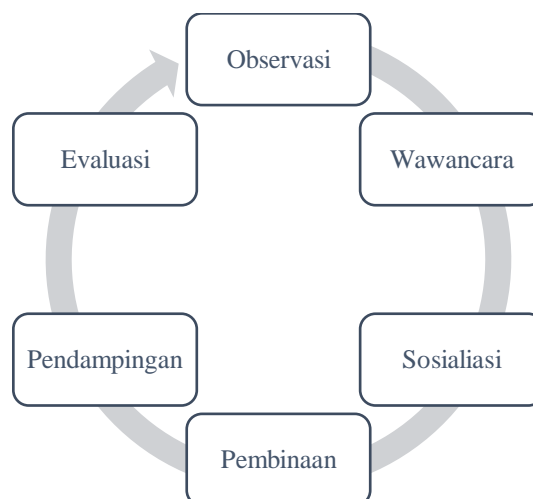 Observasi
Wawancara
Sosialiasi
Pembinaan
Pendampingan
Evaluasi